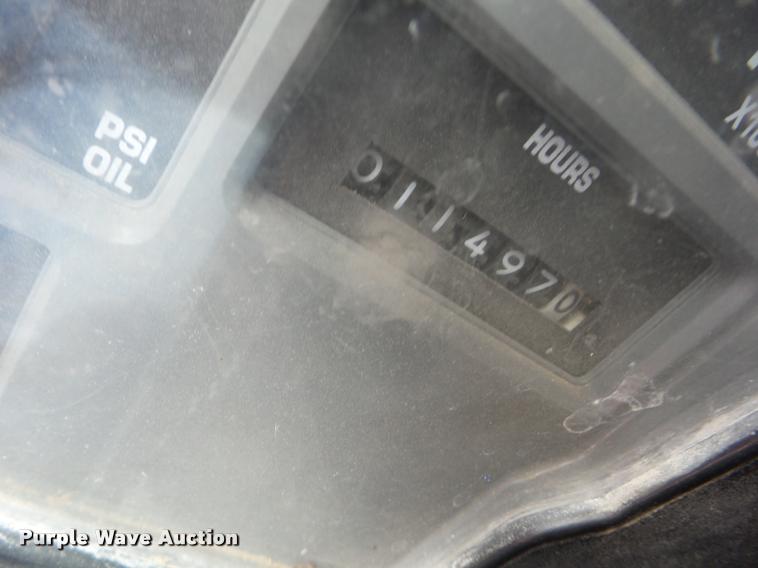 PSI
OIL
HOURS
0114970
Purple Wave Auction